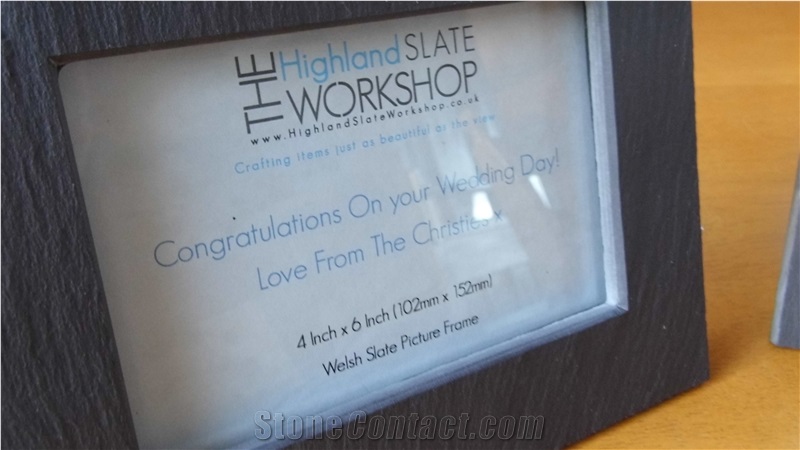 THE Highland SLATE
WORKSHOP
www.HighlandSlateWorkshop.co.uk
Crafting items just as beautiful as the view
Congratulations On your Wedding Day!
Love From The Christies x
4 Inch x 6 Inch (102mm x 152mm)
Welsh Slate Picture Frame
StoneContact.com